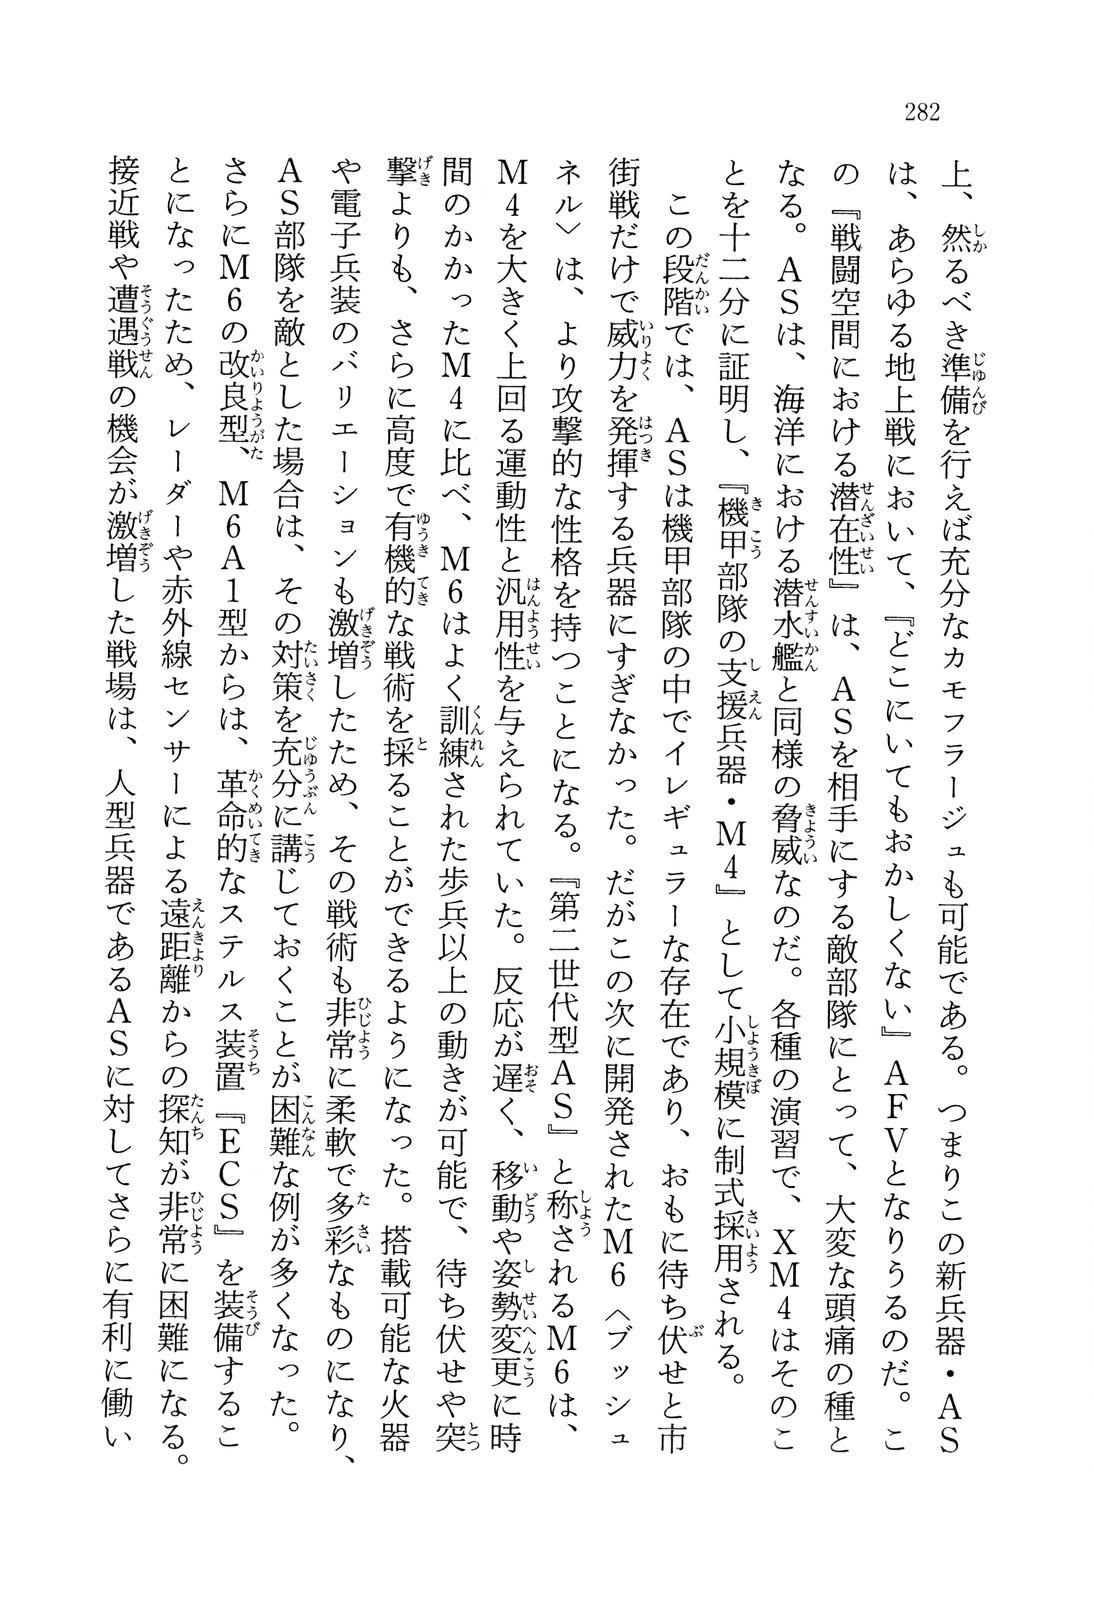 282
上、然るべき準備を行えば充分なカモフラージュも可能である。つまりこの新兵器・ＡＳ
は、あらゆる地上戦において、『どこにいてもおかしくない』ＡＦＶとなりうるのだ。こ
の『戦闘空間における潜在性』は、ＡＳを相手にする敵部隊にとって、大変な頭痛の種と
なる。ＡＳは、海洋における潜水艦と同様の脅威なのだ。各種の演習で、ＸＭ４はそのこ
とを十二分に証明し、『機甲部隊の支援兵器・Ｍ４』として小規模に制式採用される。
　この段階では、ＡＳは機甲部隊の中でイレギュラーな存在であり、おもに待ち伏せと市
街戦だけで威力を発揮する兵器にすぎなかった。だがこの次に開発されたＭ６〈ブッシュ
ネル〉は、より攻撃的な性格を持つことになる。『第二世代型ＡＳ』と称されるＭ６は、
Ｍ４を大きく上回る運動性と汎用性を与えられていた。反応が遅く、移動や姿勢変更に時
間のかかったＭ４に比べ、Ｍ６はよく訓練された歩兵以上の動きが可能で、待ち伏せや突
撃よりも、さらに高度で有機的な戦術を採ることができるようになった。搭載可能な火器
や電子兵装のバリエーションも激増したため、その戦術も非常に柔軟で多彩なものになり、
ＡＳ部隊を敵とした場合は、その対策を充分に講じておくことが困難な例が多くなった。
さらにＭ６の改良型、Ｍ６Ａ１型からは、革命的なステルス装置『ＥＣＳ』を装備するこ
とになったため、レーダーや赤外線センサーによる遠距離からの探知が非常に困難になる。
接近戦や遭遇戦の機会が激増した戦場は、人型兵器であるＡＳに対してさらに有利に働い